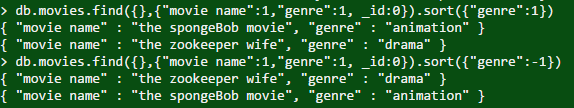 > db.movies.find({},{"movie name":1,"genre":1, _id:0}).sort({"genre":1})
{ "movie name" : "the spongeBob movie", "genre" : "animation" }
{ "movie name" : "the zookeeper wife", "genre" : "drama" }
> db.movies.find({},{"movie name":1,"genre":1, _id:0}).sort({"genre":-1})
{ "movie name" : "the zookeeper wife", "genre" : "drama" }
{ "movie name" : "the spongeBob movie", "genre" : "animation" }